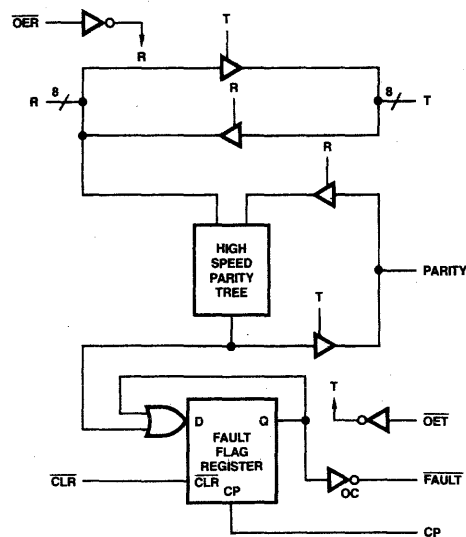 OER
T
R
R
8
R
8
T
R
HIGH
SPEED
PARITY
TREE
PARITY
T
T
D
Q
OET
FAULT
FLAG
REGISTER
CLR
CLR
CP
OC
FAULT
CP